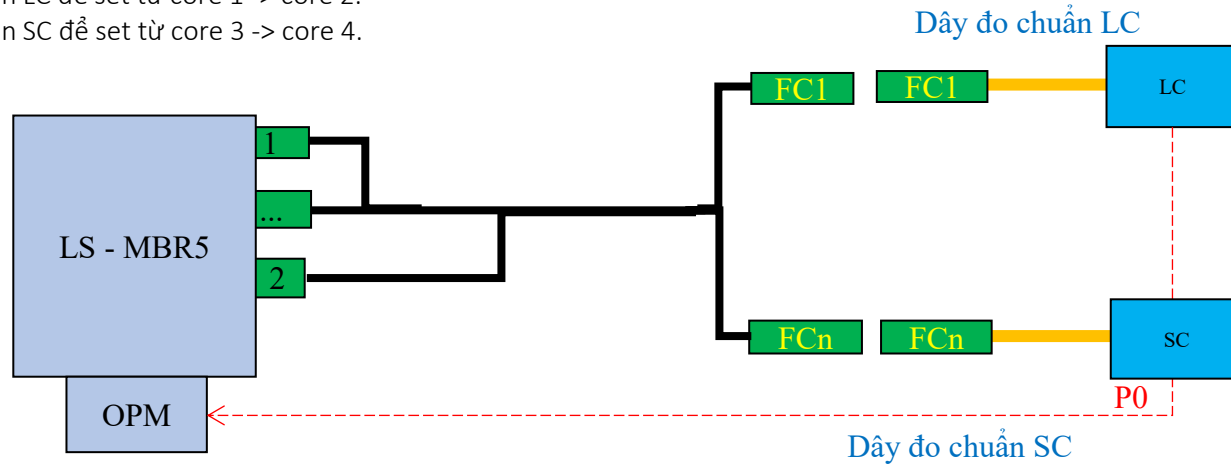 LC để set từ core 1 -> core 2.
SC để set từ core 3 -> core 4.
Dây đo chuẩn LC
FC1 FC1 LC
1
...
LS - MBR5
2
FCn FCn SC
P0
OPM
Dây đo chuẩn SC